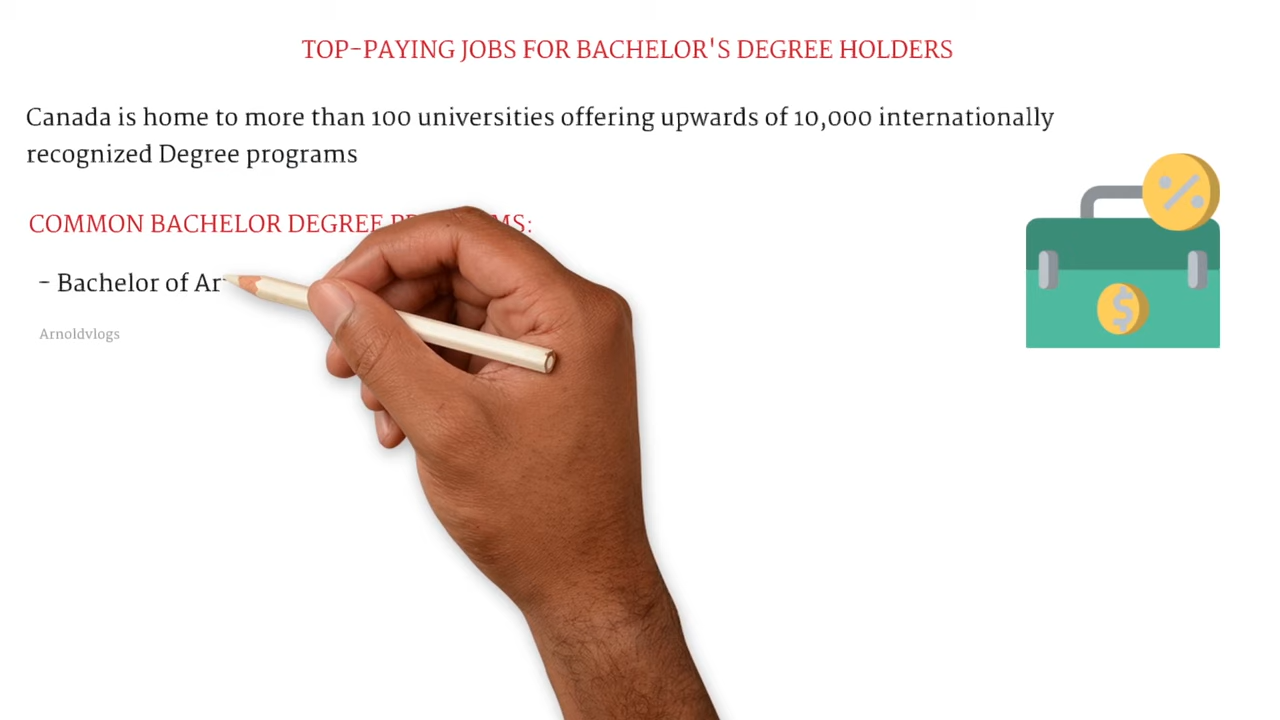 TOP-PAYING JOBS FOR BACHELOR'S DEGREE HOLDERS
Canada is home to more than 100 universities offering upwards of 10,000 internationally
recognized Degree programs
COMMON BACHELOR DEGREE
- Bachelor of
Arnoldvlogs